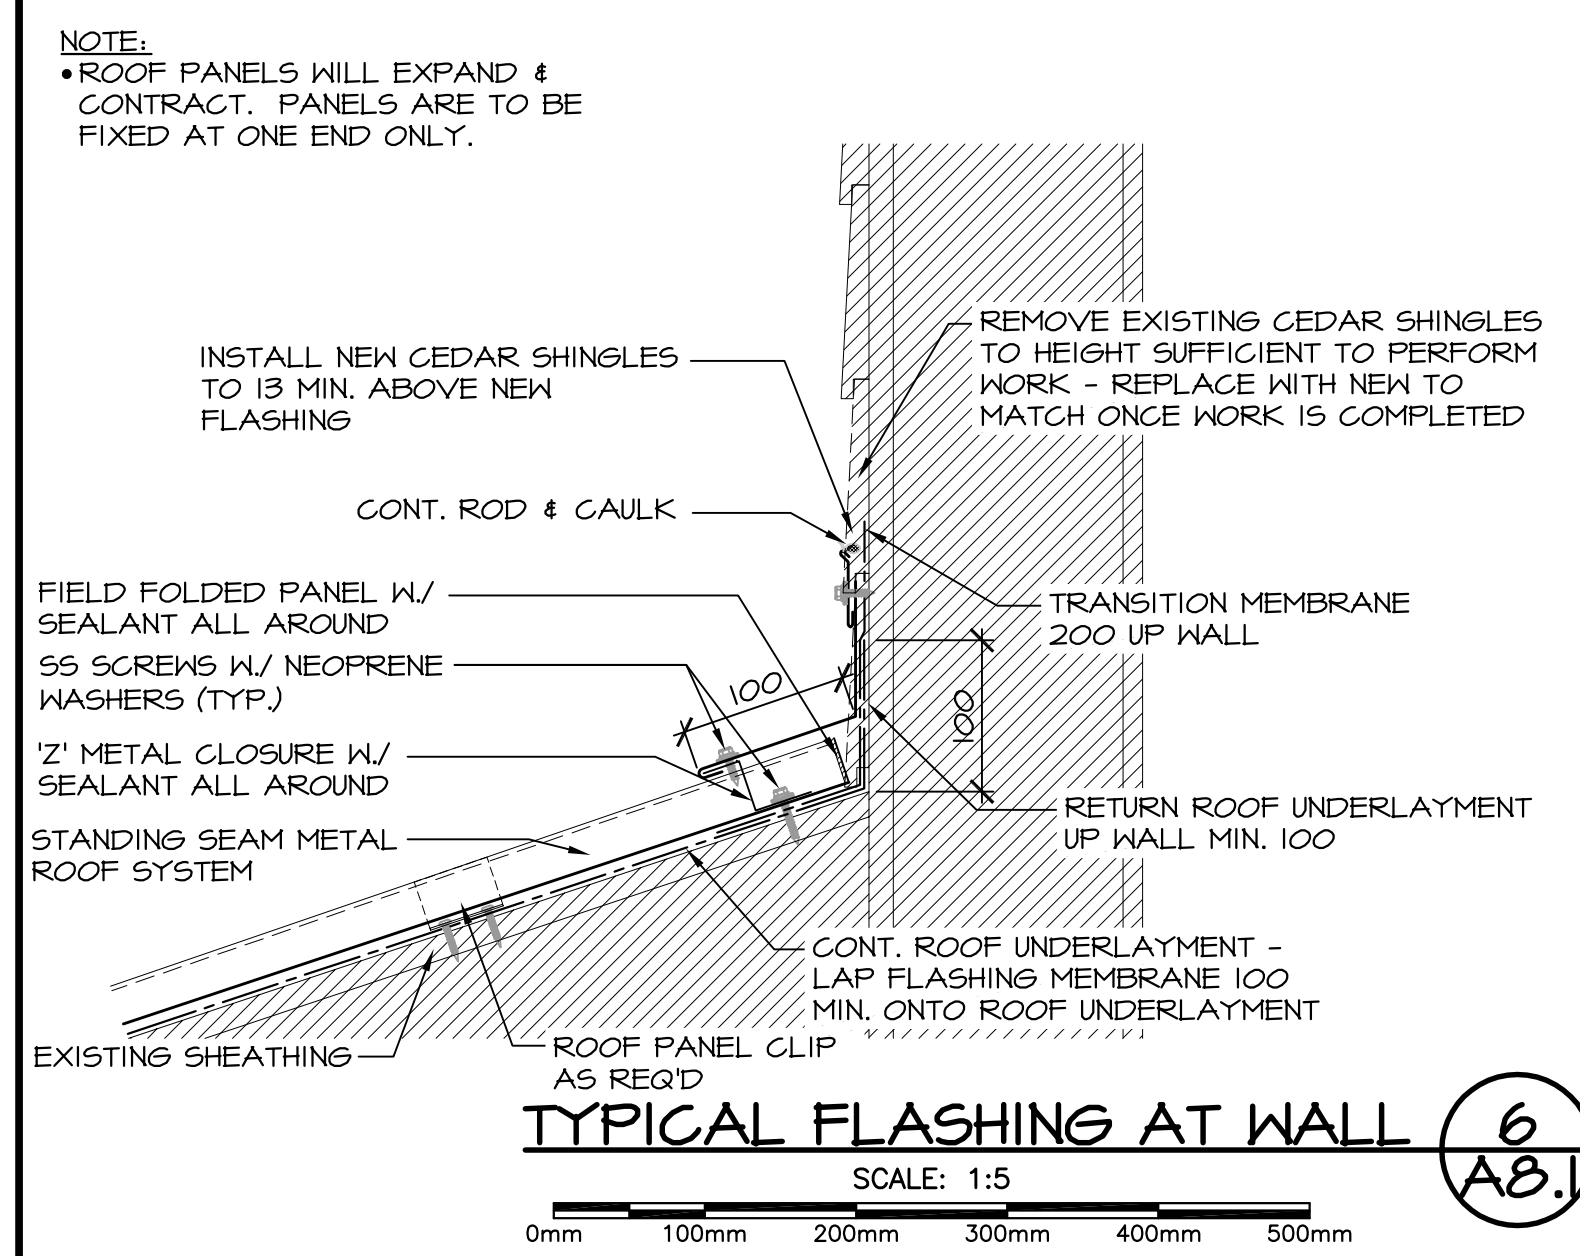 NOTE:
•ROOF PANELS WILL EXPAND &
CONTRACT. PANELS ARE TO BE
FIXED AT ONE END ONLY.
REMOVE EXISTING CEDAR SHINGLES
TO HEIGHT SUFFICIENT TO PERFORM
WORK - REPLACE WITH NEW TO
MATCH ONCE WORK IS COMPLETED
INSTALL NEW CEDAR SHINGLES
TO 13 MIN. ABOVE NEW
FLASHING
CONT. ROD & CAULK
FIELD FOLDED PANEL W./
SEALANT ALL AROUND
TRANSITION MEMBRANE
200 UP WALL
SS SCREWS W./ NEOPRENE
WASHERS (TYP.)
100
100
'Z' METAL CLOSURE W./
SEALANT ALL AROUND
RETURN ROOF UNDERLAYMENT
UP WALL MIN. 100
STANDING SEAM METAL
ROOF SYSTEM
CONT. ROOF UNDERLAYMENT -
LAP FLASHING MEMBRANE 100
MIN. ONTO ROOF UNDERLAYMENT
EXISTING SHEATHING
ROOF PANEL CLIP
AS REQ'D
TYPICAL FLASHING AT WALL
6
A8.1
SCALE: 1:5
0mm 100mm 200mm 300mm 400mm 500mm